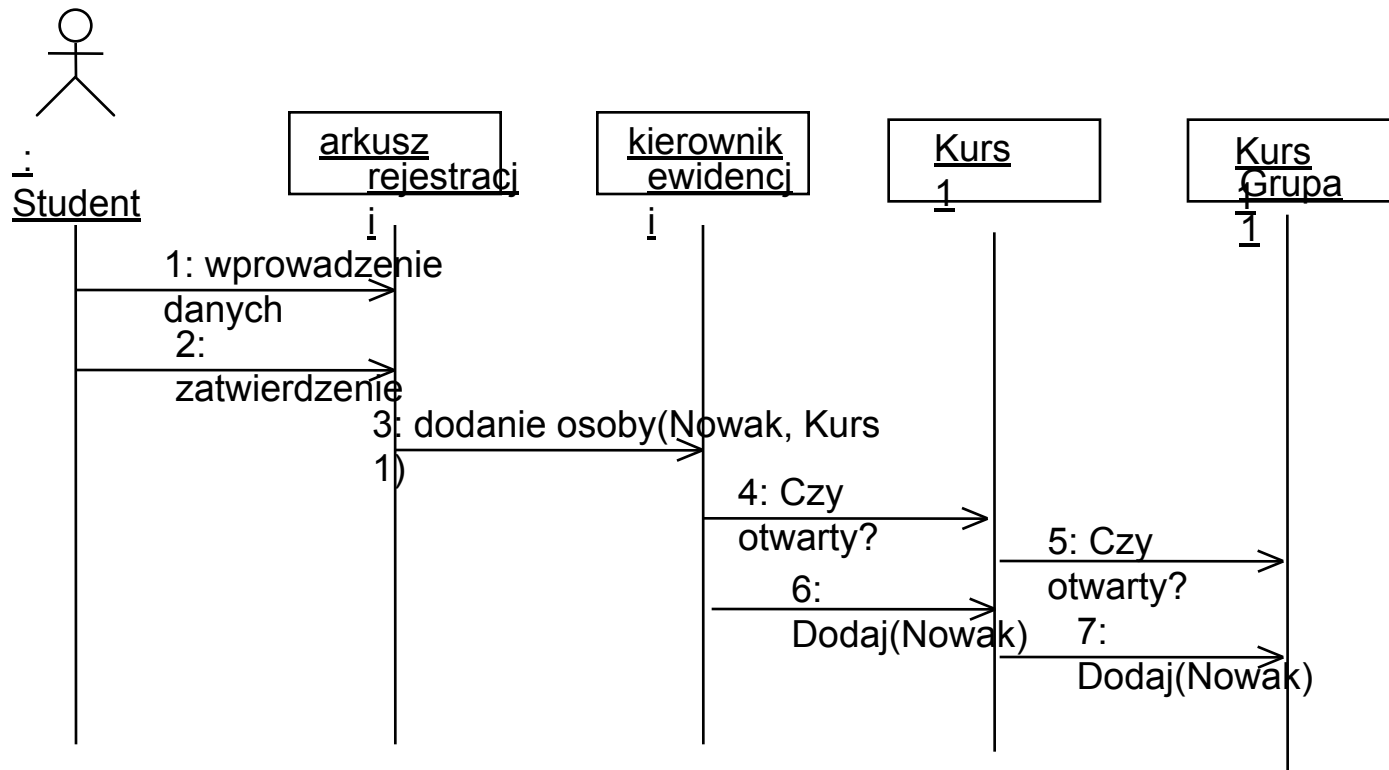 :
Student
arkusz
rejestracj
i
kierownik
ewidencj
i
Kurs
1
Kurs
1
Grupa
1
1: wprowadzenie
danych
2:
zatwierdzenie
3: dodanie osoby(Nowak, Kurs
1)
4: Czy
otwarty?
5: Czy
otwarty?
6:
Dodaj(Nowak)
7:
Dodaj(Nowak)